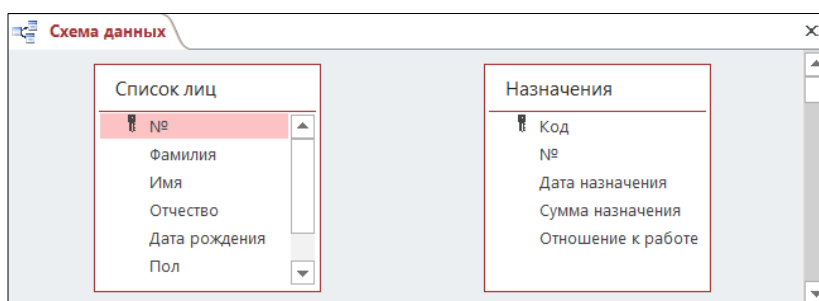 Схема данных
Список лиц
№
Фамилия
Имя
Отчество
Дата рождения
Пол
Назначения
Код
№
Дата назначения
Сумма назначения
Отношение к работе